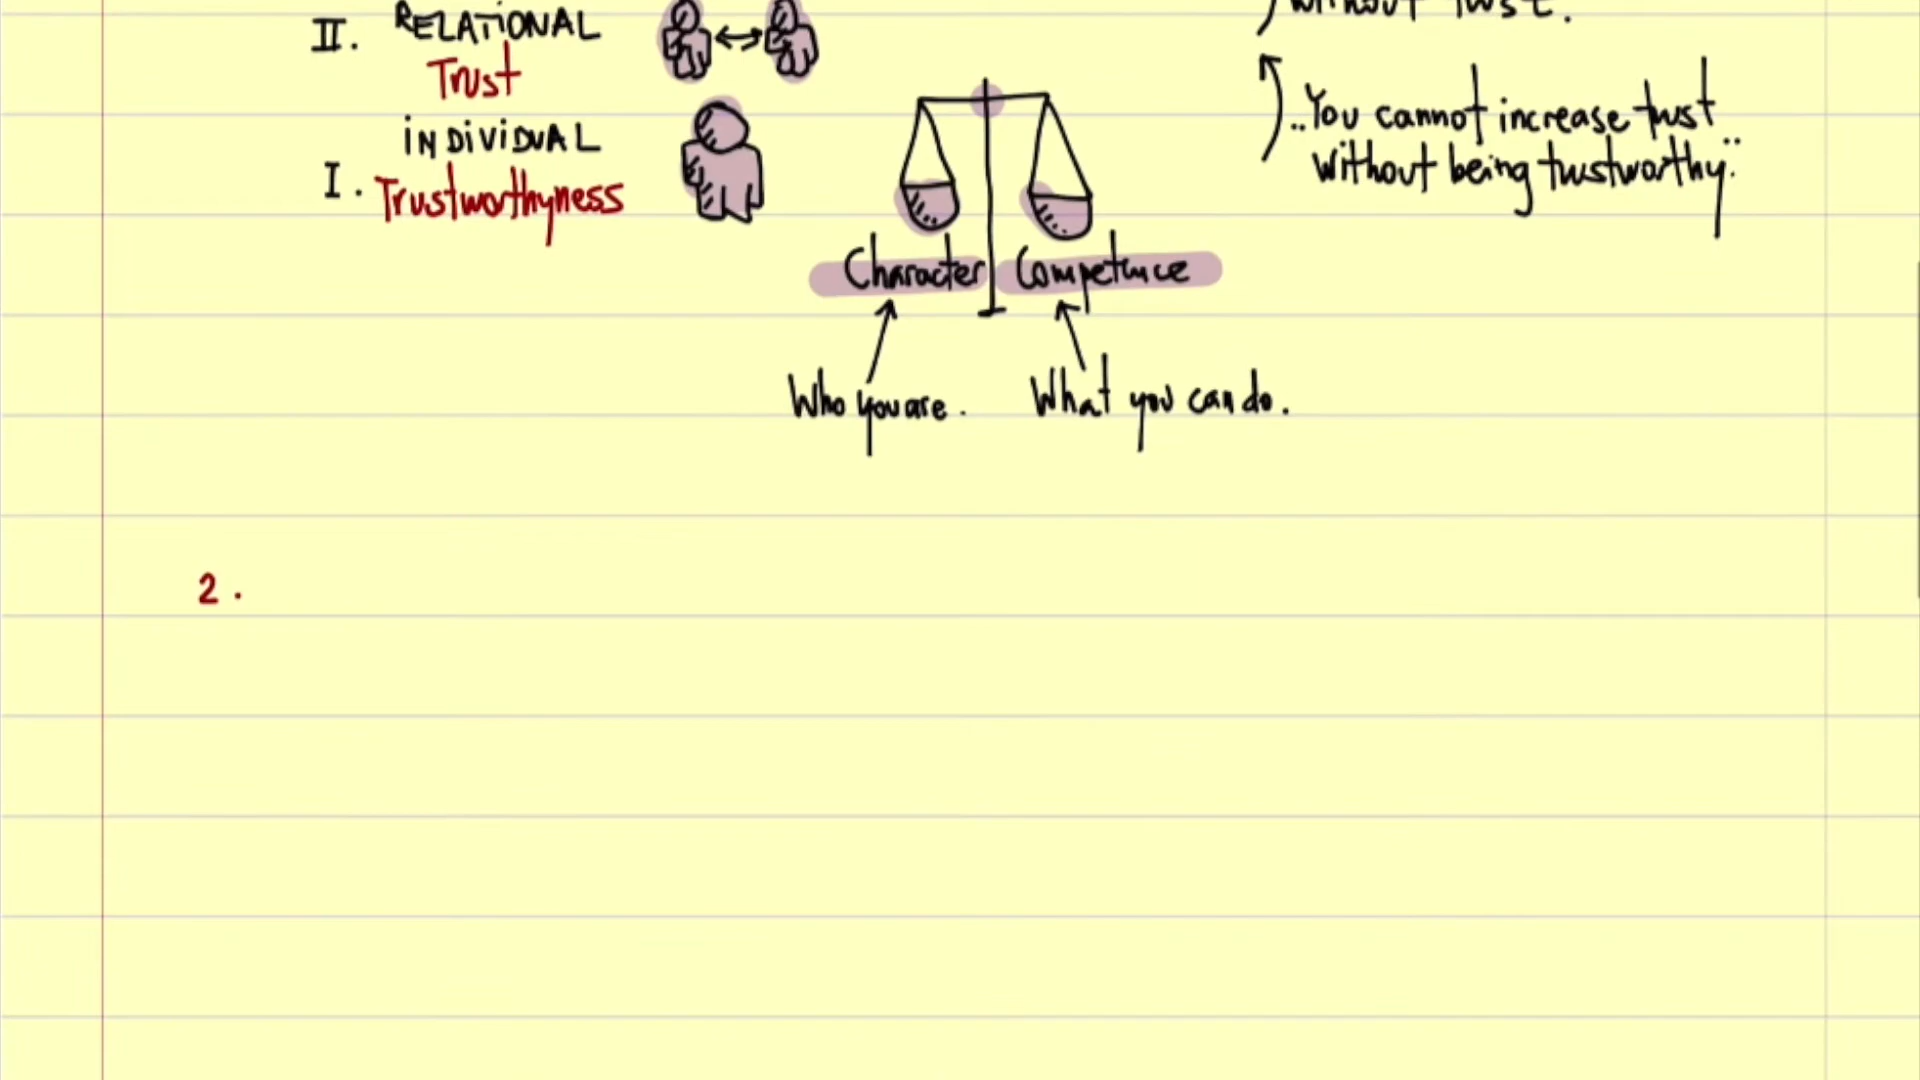 II. RELATIONAL
Trust
without trust.
INDIVIDUAL
I. Trustworthyness
"You cannot increase trust
without being trustworthy."
Character Competence
Who you are. What you can do.
2.